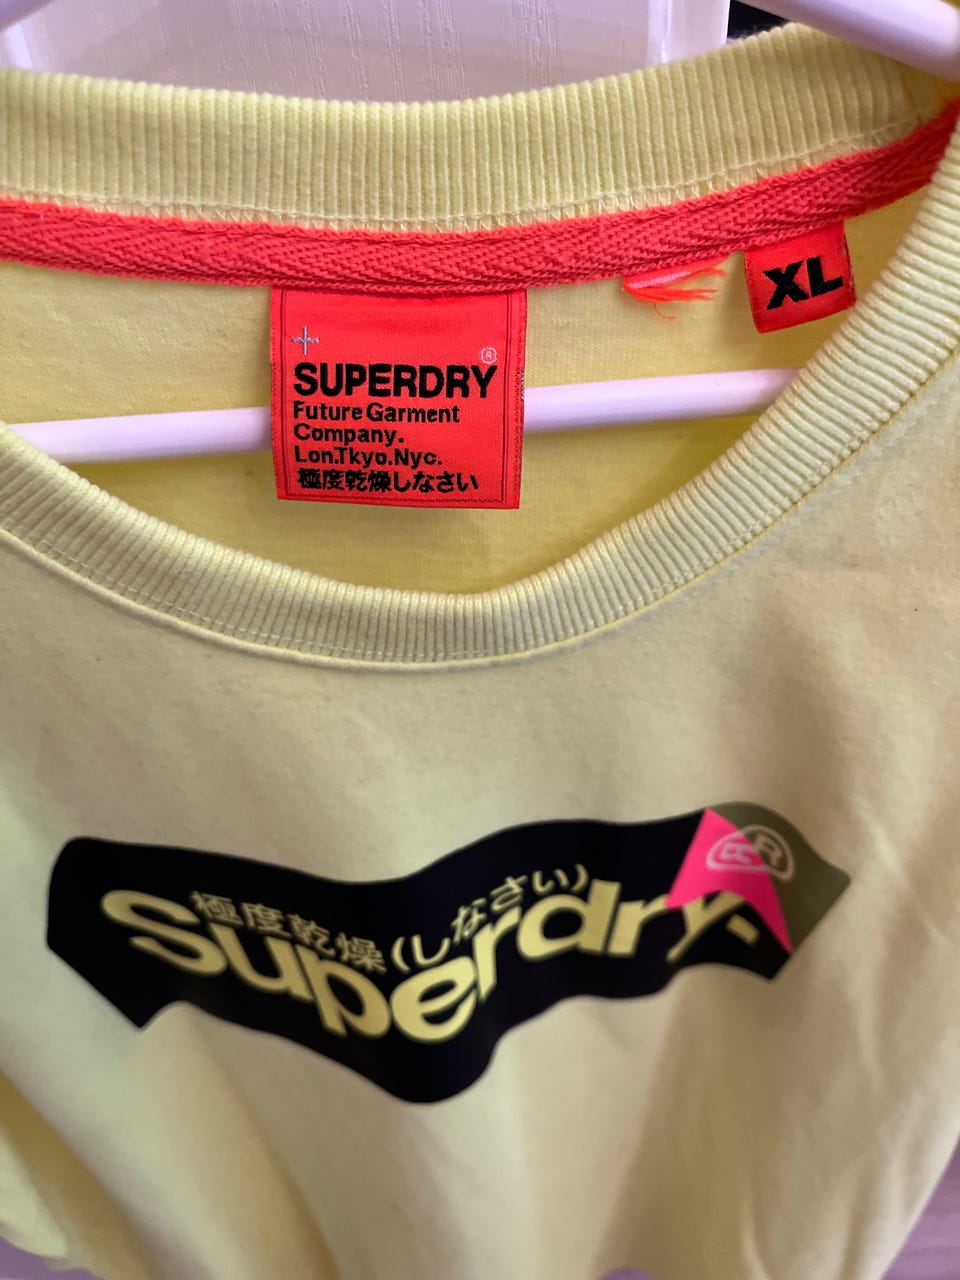 XL
®
SUPERDRY
Future Garment
Company.
Lon.Tkyo.Nyc.
極度乾燥しなさい
極度乾燥(しなさい)
Superdry.